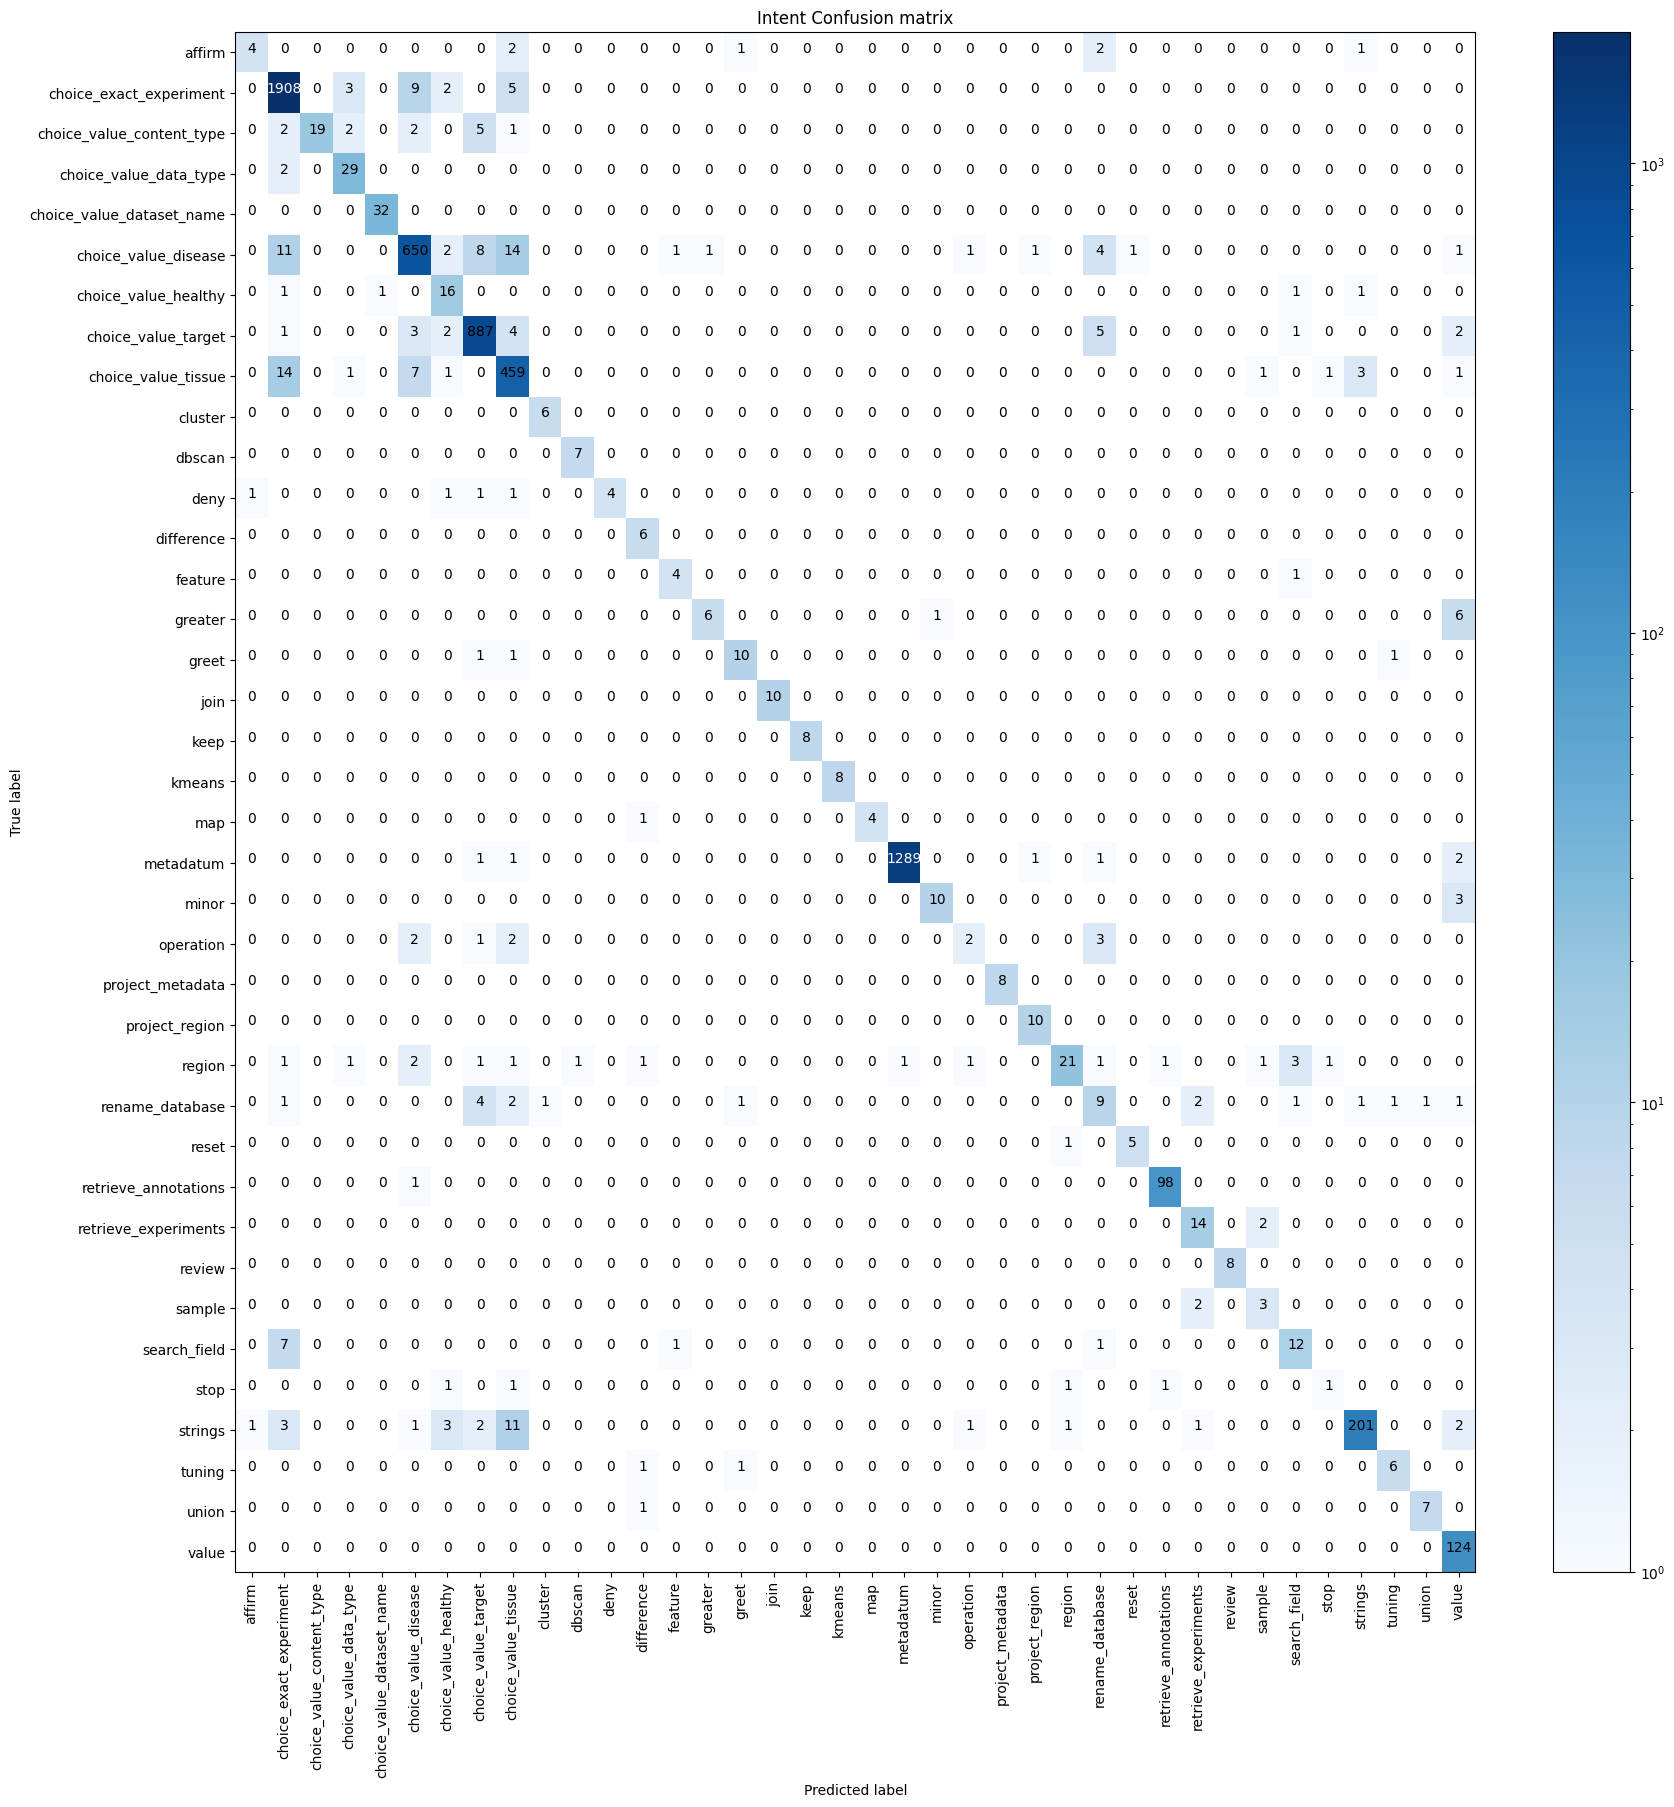 Intent Confusion matrix
affirm 4 0 0 0 0 0 0 0 2 0 0 0 0 0 0 1 0 0 0 0 0 0 0 0 0 0 2 0 0 0 0 0 0 0 1 0 0 0
choice_exact_experiment 0 1908 0 3 0 9 2 0 5 0 0 0 0 0 0 0 0 0 0 0 0 0 0 0 0 0 0 0 0 0 0 0 0 0 0 0 0 0
choice_value_content_type 0 2 19 2 0 2 0 5 1 0 0 0 0 0 0 0 0 0 0 0 0 0 0 0 0 0 0 0 0 0 0 0 0 0 0 0 0 0
choice_value_data_type 0 2 0 29 0 0 0 0 0 0 0 0 0 0 0 0 0 0 0 0 0 0 0 0 0 0 0 0 0 0 0 0 0 0 0 0 0 0
choice_value_dataset_name 0 0 0 0 32 0 0 0 0 0 0 0 0 0 0 0 0 0 0 0 0 0 0 0 0 0 0 0 0 0 0 0 0 0 0 0 0 0
choice_value_disease 0 11 0 0 0 650 2 8 14 0 0 0 0 1 1 0 0 0 0 0 0 0 1 0 1 0 4 1 0 0 0 0 0 0 0 0 0 1
choice_value_healthy 0 1 0 0 1 0 16 0 0 0 0 0 0 0 0 0 0 0 0 0 0 0 0 0 0 0 0 0 0 0 0 0 1 0 1 0 0 0
choice_value_target 0 1 0 0 0 3 2 887 4 0 0 0 0 0 0 0 0 0 0 0 0 0 0 0 0 0 5 0 0 0 0 0 1 0 0 0 0 2
choice_value_tissue 0 14 0 1 0 7 1 0 459 0 0 0 0 0 0 0 0 0 0 0 0 0 0 0 0 0 0 0 0 0 0 1 0 1 3 0 0 1
cluster 0 0 0 0 0 0 0 0 0 6 0 0 0 0 0 0 0 0 0 0 0 0 0 0 0 0 0 0 0 0 0 0 0 0 0 0 0 0
dbscan 0 0 0 0 0 0 0 0 0 0 7 0 0 0 0 0 0 0 0 0 0 0 0 0 0 0 0 0 0 0 0 0 0 0 0 0 0 0
deny 1 0 0 0 0 0 1 1 1 0 0 4 0 0 0 0 0 0 0 0 0 0 0 0 0 0 0 0 0 0 0 0 0 0 0 0 0 0
difference 0 0 0 0 0 0 0 0 0 0 0 0 6 0 0 0 0 0 0 0 0 0 0 0 0 0 0 0 0 0 0 0 0 0 0 0 0 0
feature 0 0 0 0 0 0 0 0 0 0 0 0 0 4 0 0 0 0 0 0 0 0 0 0 0 0 0 0 0 0 0 0 1 0 0 0 0 0
greater 0 0 0 0 0 0 0 0 0 0 0 0 0 0 6 0 0 0 0 0 0 1 0 0 0 0 0 0 0 0 0 0 0 0 0 0 0 6
greet 0 0 0 0 0 0 0 1 1 0 0 0 0 0 0 10 0 0 0 0 0 0 0 0 0 0 0 0 0 0 0 0 0 0 0 1 0 0
join 0 0 0 0 0 0 0 0 0 0 0 0 0 0 0 0 10 0 0 0 0 0 0 0 0 0 0 0 0 0 0 0 0 0 0 0 0 0
keep 0 0 0 0 0 0 0 0 0 0 0 0 0 0 0 0 0 8 0 0 0 0 0 0 0 0 0 0 0 0 0 0 0 0 0 0 0 0
kmeans 0 0 0 0 0 0 0 0 0 0 0 0 0 0 0 0 0 0 8 0 0 0 0 0 0 0 0 0 0 0 0 0 0 0 0 0 0 0
map 0 0 0 0 0 0 0 0 0 0 0 0 1 0 0 0 0 0 0 4 0 0 0 0 0 0 0 0 0 0 0 0 0 0 0 0 0 0
metadatum 0 0 0 0 0 0 0 1 1 0 0 0 0 0 0 0 0 0 0 0 1289 0 0 0 1 0 1 0 0 0 0 0 0 0 0 0 0 2
minor 0 0 0 0 0 0 0 0 0 0 0 0 0 0 0 0 0 0 0 0 0 10 0 0 0 0 0 0 0 0 0 0 0 0 0 0 0 3
operation 0 0 0 0 0 2 0 1 2 0 0 0 0 0 0 0 0 0 0 0 0 0 2 0 0 0 3 0 0 0 0 0 0 0 0 0 0 0
project_metadata 0 0 0 0 0 0 0 0 0 0 0 0 0 0 0 0 0 0 0 0 0 0 0 8 0 0 0 0 0 0 0 0 0 0 0 0 0 0
project_region 0 0 0 0 0 0 0 0 0 0 0 0 0 0 0 0 0 0 0 0 0 0 0 0 10 0 0 0 0 0 0 0 0 0 0 0 0 0
region 0 1 0 1 0 2 0 1 1 0 1 0 1 0 0 0 0 0 0 0 1 0 1 0 0 21 1 0 1 0 0 1 3 1 0 0 0 0
rename_database 0 1 0 0 0 0 0 4 2 1 0 0 0 0 0 1 0 0 0 0 0 0 0 0 0 0 9 0 0 2 0 0 1 0 1 1 1 1
reset 0 0 0 0 0 0 0 0 0 0 0 0 0 0 0 0 0 0 0 0 0 0 0 0 0 1 0 5 0 0 0 0 0 0 0 0 0 0
retrieve_annotations 0 0 0 0 0 1 0 0 0 0 0 0 0 0 0 0 0 0 0 0 0 0 0 0 0 0 0 0 98 0 0 0 0 0 0 0 0 0
retrieve_experiments 0 0 0 0 0 0 0 0 0 0 0 0 0 0 0 0 0 0 0 0 0 0 0 0 0 0 0 0 0 14 0 2 0 0 0 0 0 0
review 0 0 0 0 0 0 0 0 0 0 0 0 0 0 0 0 0 0 0 0 0 0 0 0 0 0 0 0 0 0 8 0 0 0 0 0 0 0
sample 0 0 0 0 0 0 0 0 0 0 0 0 0 0 0 0 0 0 0 0 0 0 0 0 0 0 0 0 0 2 0 3 0 0 0 0 0 0
search_field 0 7 0 0 0 0 0 0 0 0 0 0 0 1 0 0 0 0 0 0 0 0 0 0 0 0 1 0 0 0 0 0 12 0 0 0 0 0
stop 0 0 0 0 0 0 1 0 1 0 0 0 0 0 0 0 0 0 0 0 0 0 0 0 0 1 0 0 1 0 0 0 0 1 0 0 0 0
strings 1 3 0 0 0 1 3 2 11 0 0 0 0 0 0 0 0 0 0 0 0 0 1 0 0 1 0 0 0 1 0 0 0 0 201 0 0 2
tuning 0 0 0 0 0 0 0 0 0 0 0 0 1 0 0 1 0 0 0 0 0 0 0 0 0 0 0 0 0 0 0 0 0 0 0 6 0 0
union 0 0 0 0 0 0 0 0 0 0 0 0 1 0 0 0 0 0 0 0 0 0 0 0 0 0 0 0 0 0 0 0 0 0 0 0 7 0
value 0 0 0 0 0 0 0 0 0 0 0 0 0 0 0 0 0 0 0 0 0 0 0 0 0 0 0 0 0 0 0 0 0 0 0 0 0 124
True label
affirm
choice_exact_experiment
choice_value_content_type
choice_value_data_type
choice_value_dataset_name
choice_value_disease
choice_value_healthy
choice_value_target
choice_value_tissue
cluster
dbscan
deny
difference
feature
greater
greet
join
keep
kmeans
map
metadatum
minor
operation
project_metadata
project_region
region
rename_database
reset
retrieve_annotations
retrieve_experiments
review
sample
search_field
stop
strings
tuning
union
value
Predicted label
10³
10²
10¹
10⁰